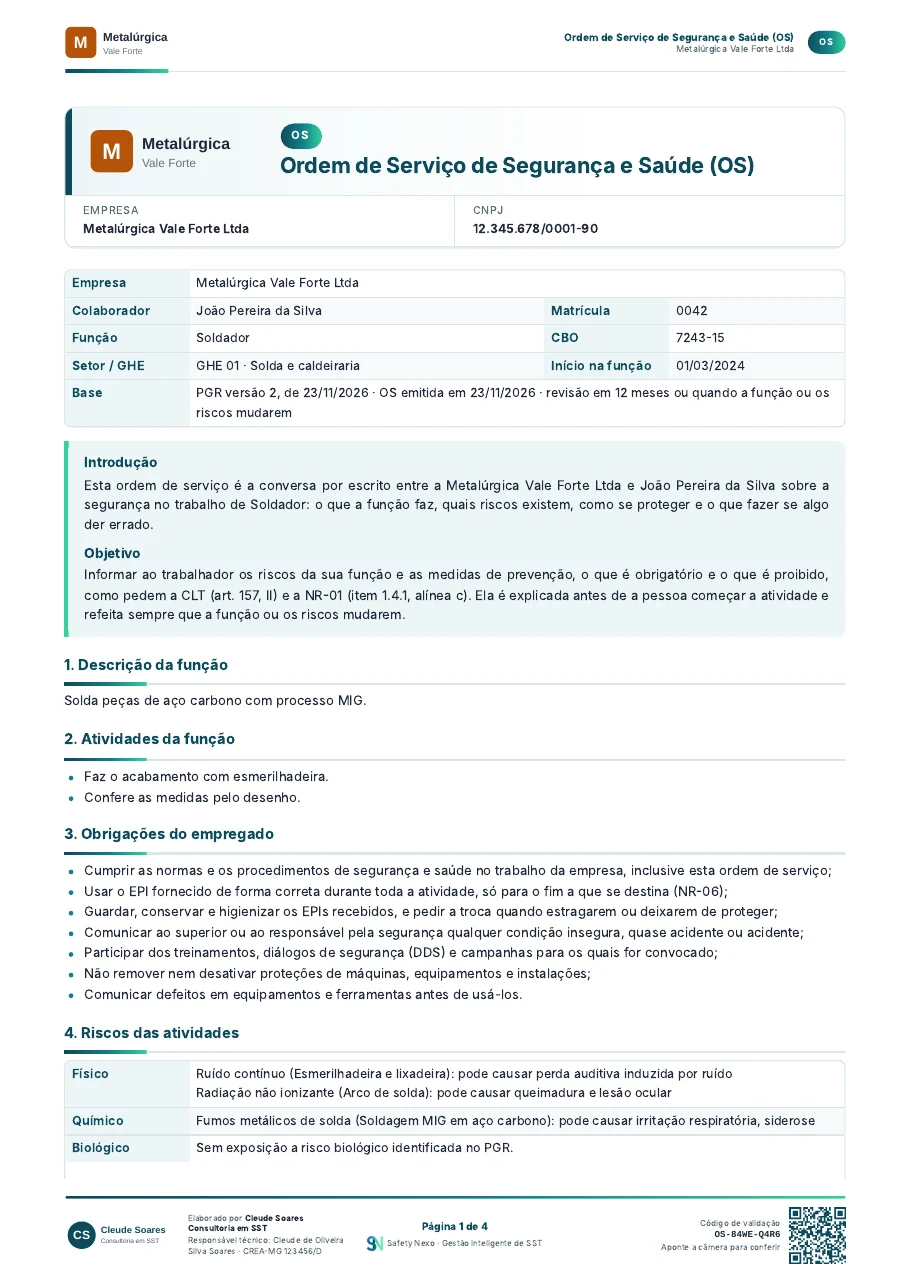 M Metalúrgica
Vale Forte
Ordem de Serviço de Segurança e Saúde (OS)
Metalúrgica Vale Forte Ltda
OS
M Metalúrgica
Vale Forte
OS
Ordem de Serviço de Segurança e Saúde (OS)
EMPRESA
Metalúrgica Vale Forte Ltda
CNPJ
12.345.678/0001-90
Empresa Metalúrgica Vale Forte Ltda
Colaborador João Pereira da Silva Matrícula 0042
Função Soldador CBO 7243-15
Setor / GHE GHE 01 · Solda e caldeiraria Início na função 01/03/2024
Base PGR versão 2, de 23/11/2026 · OS emitida em 23/11/2026 · revisão em 12 meses ou quando a função ou os
riscos mudarem
Introdução
Esta ordem de serviço é a conversa por escrito entre a Metalúrgica Vale Forte Ltda e João Pereira da Silva sobre a
segurança no trabalho de Soldador: o que a função faz, quais riscos existem, como se proteger e o que fazer se algo
der errado.
Objetivo
Informar ao trabalhador os riscos da sua função e as medidas de prevenção, o que é obrigatório e o que é proibido,
como pedem a CLT (art. 157, II) e a NR-01 (item 1.4.1, alínea c). Ela é explicada antes de a pessoa começar a atividade e
refeita sempre que a função ou os riscos mudarem.
1. Descrição da função
Solda peças de aço carbono com processo MIG.
2. Atividades da função
• Faz o acabamento com esmerilhadeira.
• Confere as medidas pelo desenho.
3. Obrigações do empregado
• Cumprir as normas e os procedimentos de segurança e saúde no trabalho da empresa, inclusive esta ordem de serviço;
• Usar o EPI fornecido de forma correta durante toda a atividade, só para o fim a que se destina (NR-06);
• Guardar, conservar e higienizar os EPIs recebidos, e pedir a troca quando estragarem ou deixarem de proteger;
• Comunicar ao superior ou ao responsável pela segurança qualquer condição insegura, quase acidente ou acidente;
• Participar dos treinamentos, diálogos de segurança (DDS) e campanhas para os quais for convocado;
• Não remover nem desativar proteções de máquinas, equipamentos e instalações;
• Comunicar defeitos em equipamentos e ferramentas antes de usá-los.
4. Riscos das atividades
Físico Ruído contínuo (Esmerilhadeira e lixadeira): pode causar perda auditiva induzida por ruído
Radiação não ionizante (Arco de solda): pode causar queimadura e lesão ocular
Químico Fumos metálicos de solda (Soldagem MIG em aço carbono): pode causar irritação respiratória, siderose
Biológico Sem exposição a risco biológico identificada no PGR.
CS Cleude Soares
Consultoria em SST
Elaborado por Cleude Soares
Consultoria em SST
Responsável técnico: Cleude de Oliveira
Silva Soares · CREA-MG 123456/D
Página 1 de 4
SN Safety Nexo · Gestão inteligente de SST
Código de validação
OS-84WE-Q4R6
Aponte a câmera para conferir